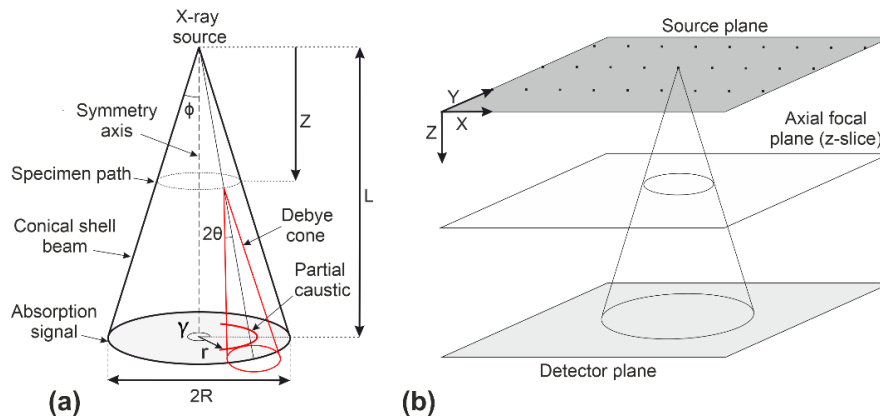 X-ray
source
ϕ
Symmetry
axis
Z
Specimen path
L
2θ
Debye
cone
Conical shell
beam
Partial
caustic
Absorption
signal
γ
r
2R
(a)
Source plane
Y
X
Z
Axial focal
plane (z-slice)
Detector plane
(b)